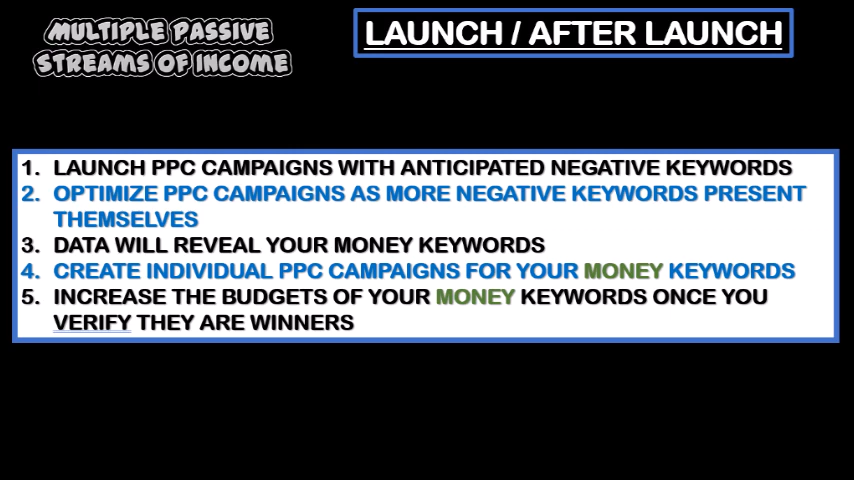 MULTIPLE PASSIVE
STREAMS OF INCOME
LAUNCH / AFTER LAUNCH
1. LAUNCH PPC CAMPAIGNS WITH ANTICIPATED NEGATIVE KEYWORDS
2. OPTIMIZE PPC CAMPAIGNS AS MORE NEGATIVE KEYWORDS PRESENT
THEMSELVES
3. DATA WILL REVEAL YOUR MONEY KEYWORDS
4. CREATE INDIVIDUAL PPC CAMPAIGNS FOR YOUR MONEY KEYWORDS
5. INCREASE THE BUDGETS OF YOUR MONEY KEYWORDS ONCE YOU
VERIFY THEY ARE WINNERS